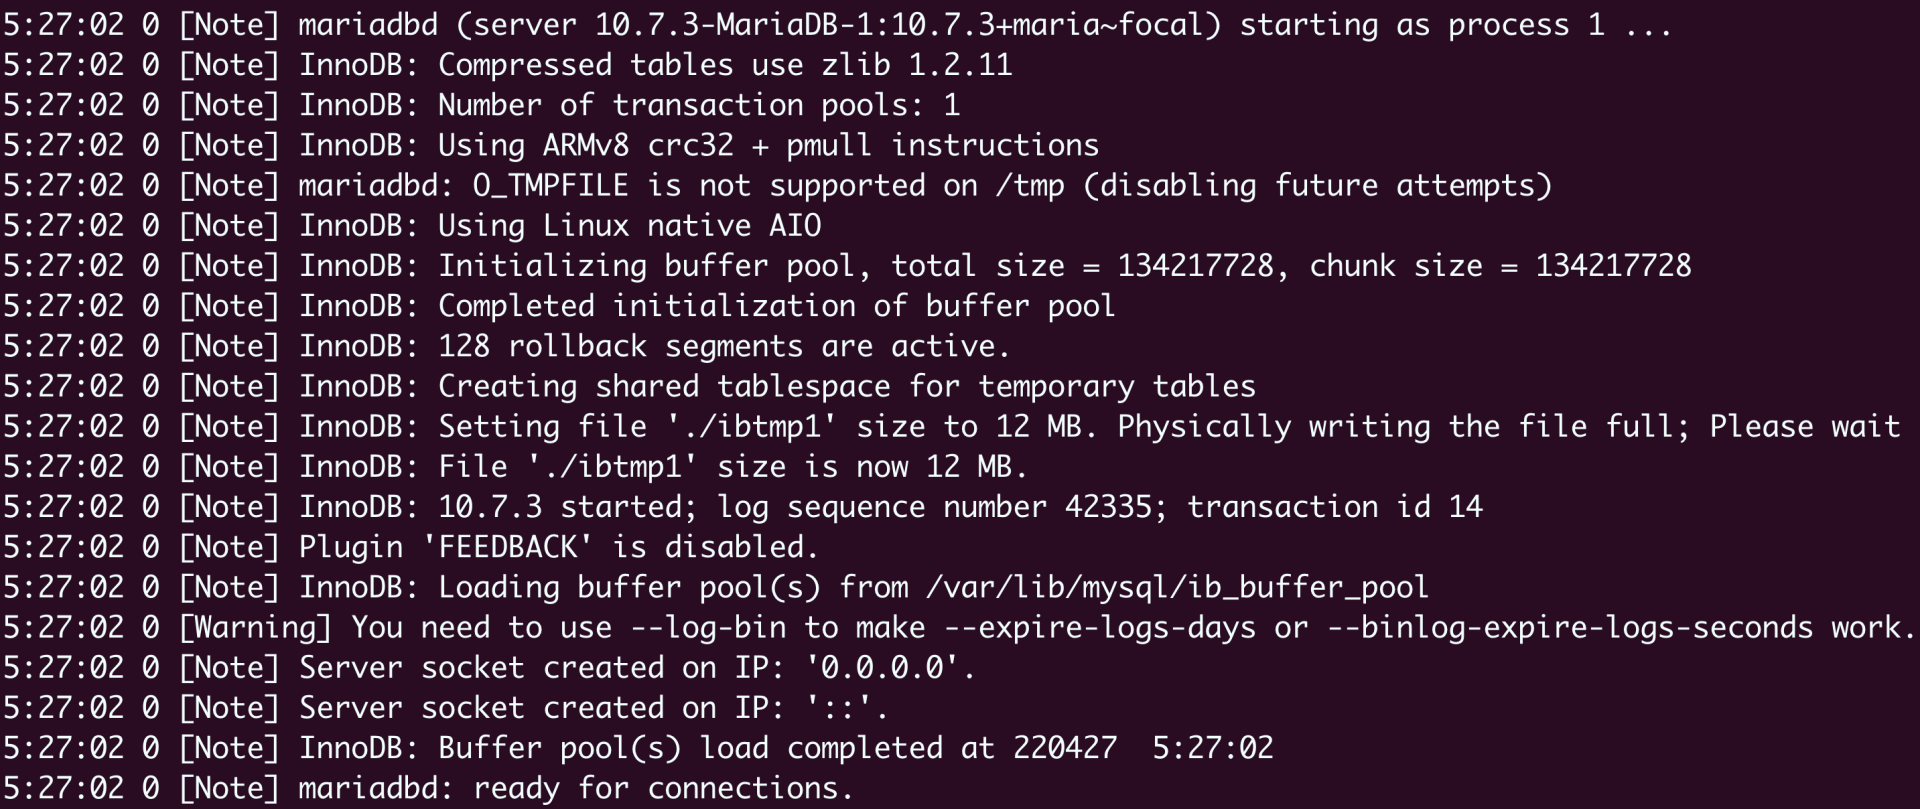 5:27:02 0 [Note] mariadbd (server 10.7.3-MariaDB-1:10.7.3+maria~focal) starting as process 1 ...
5:27:02 0 [Note] InnoDB: Compressed tables use zlib 1.2.11
5:27:02 0 [Note] InnoDB: Number of transaction pools: 1
5:27:02 0 [Note] InnoDB: Using ARMv8 crc32 + pmull instructions
5:27:02 0 [Note] mariadbd: O_TMPFILE is not supported on /tmp (disabling future attempts)
5:27:02 0 [Note] InnoDB: Using Linux native AIO
5:27:02 0 [Note] InnoDB: Initializing buffer pool, total size = 134217728, chunk size = 134217728
5:27:02 0 [Note] InnoDB: Completed initialization of buffer pool
5:27:02 0 [Note] InnoDB: 128 rollback segments are active.
5:27:02 0 [Note] InnoDB: Creating shared tablespace for temporary tables
5:27:02 0 [Note] InnoDB: Setting file './ibtmp1' size to 12 MB. Physically writing the file full; Please wait
5:27:02 0 [Note] InnoDB: File './ibtmp1' size is now 12 MB.
5:27:02 0 [Note] InnoDB: 10.7.3 started; log sequence number 42335; transaction id 14
5:27:02 0 [Note] Plugin 'FEEDBACK' is disabled.
5:27:02 0 [Note] InnoDB: Loading buffer pool(s) from /var/lib/mysql/ib_buffer_pool
5:27:02 0 [Warning] You need to use --log-bin to make --expire-logs-days or --binlog-expire-logs-seconds work.
5:27:02 0 [Note] Server socket created on IP: '0.0.0.0'.
5:27:02 0 [Note] Server socket created on IP: '::'.
5:27:02 0 [Note] InnoDB: Buffer pool(s) load completed at 220427  5:27:02
5:27:02 0 [Note] mariadbd: ready for connections.